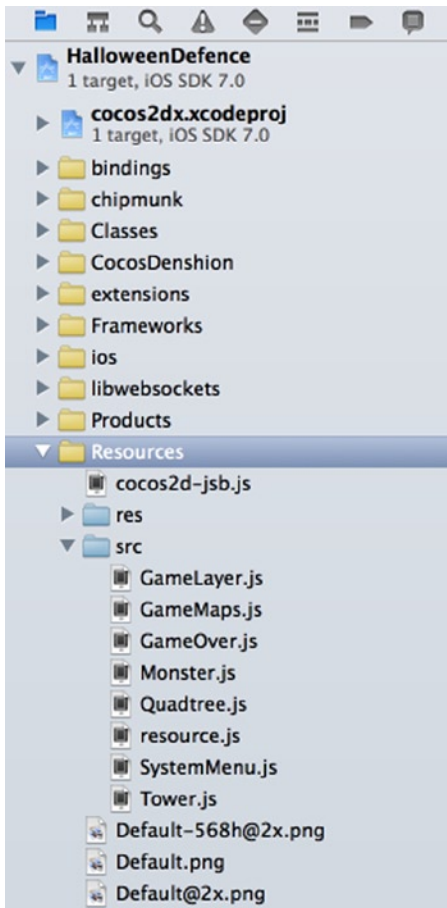 HalloweenDefence
1 target, iOS SDK 7.0
cocos2dx.xcodeproj
1 target, iOS SDK 7.0
bindings
chipmunk
Classes
CocosDenshion
extensions
Frameworks
ios
libwebsockets
Products
Resources
cocos2d-jsb.js
res
src
GameLayer.js
GameMaps.js
GameOver.js
Monster.js
Quadtree.js
resource.js
SystemMenu.js
Tower.js
Default-568h@2x.png
Default.png
Default@2x.png